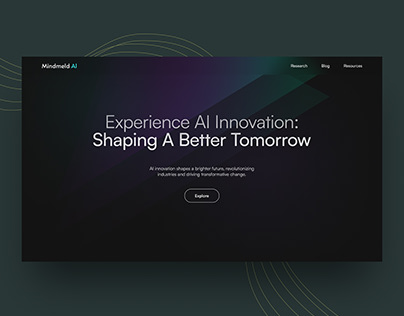 Mindmeld AI
Research Blog Resources
Experience AI Innovation:
Shaping A Better Tomorrow
AI innovation shapes a brighter future, revolutionizing
industries and driving transformative change.
Explore